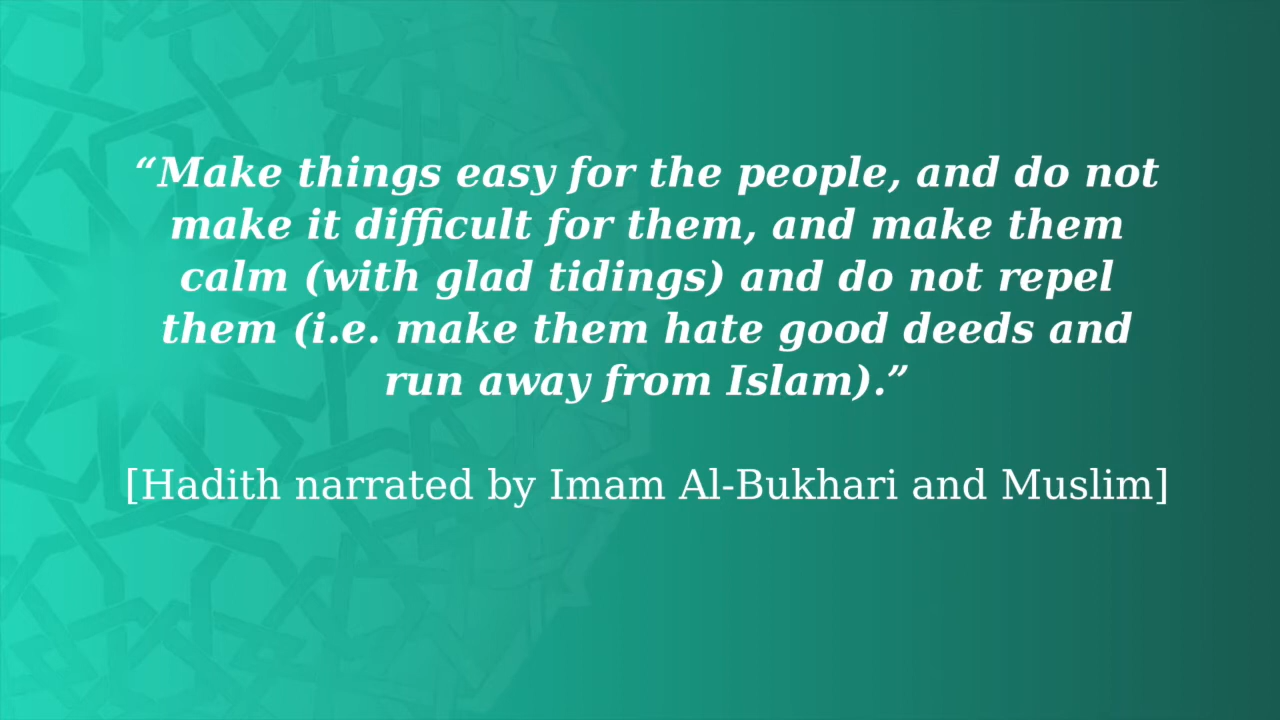 “Make things easy for the people, and do not
make it difficult for them, and make them
calm (with glad tidings) and do not repel
them (i.e. make them hate good deeds and
run away from Islam).”
[Hadith narrated by Imam Al-Bukhari and Muslim]